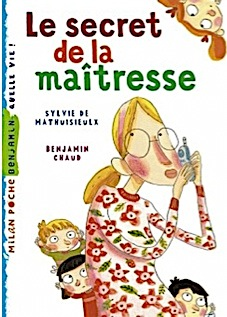 Le secret
de la
maîtresse
SYLVIE DE
MATHUISIEULX
BENJAMIN
CHAUD
MILAN POCHE BENJAMIN QUELLE VIE !